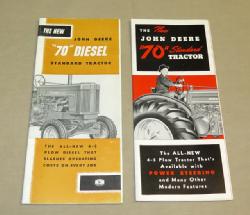 THE NEW
JOHN DEERE
"70" DIESEL
STANDARD TRACTOR
THE ALL-NEW 4-5
PLOW DIESEL THAT
SLASHES OPERATING
COSTS ON EVERY JOB
THE New
JOHN DEERE
"70" Standard
TRACTOR
The ALL-NEW
4-5 Plow Tractor That's
Available with
POWER STEERING
and Many Other
Modern Features